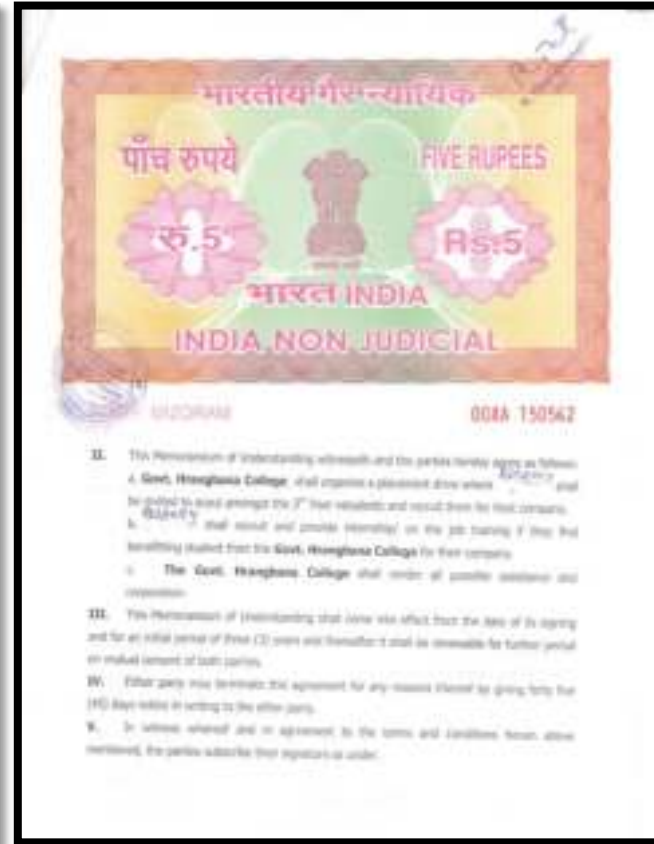 भारतीय गैर न्यायिक
पाँच रुपये FIVE RUPEES
रु.5 Rs.5
भारत INDIA
INDIA NON JUDICIAL
MIZORAM 00AA 150562
II. This Memorandum of Understanding witnesseth and the parties hereby agree as follows:
a. Govt. Hrangbana College shall organise a placement drive where shall
be invited to scout amongst the 3rd Year students and recruit them for their company.
b. shall recruit and provide internship/ on the job training if they find
benefitting student from the Govt. Hrangbana College for their company.
c. The Govt. Hrangbana College shall render all possible assistance and
cooperation.
III. This Memorandum of Understanding shall come into effect from the date of its signing
and for an initial period of three (3) years and thereafter it shall be renewable for further period
on mutual consent of both parties.
IV. Either party may terminate this agreement for any reasons thereof by giving forty five
(45) days notice in writing to the other party.
V. In witness whereof and in agreement to the terms and conditions herein above
mentioned, the parties subscribe their signature as under.